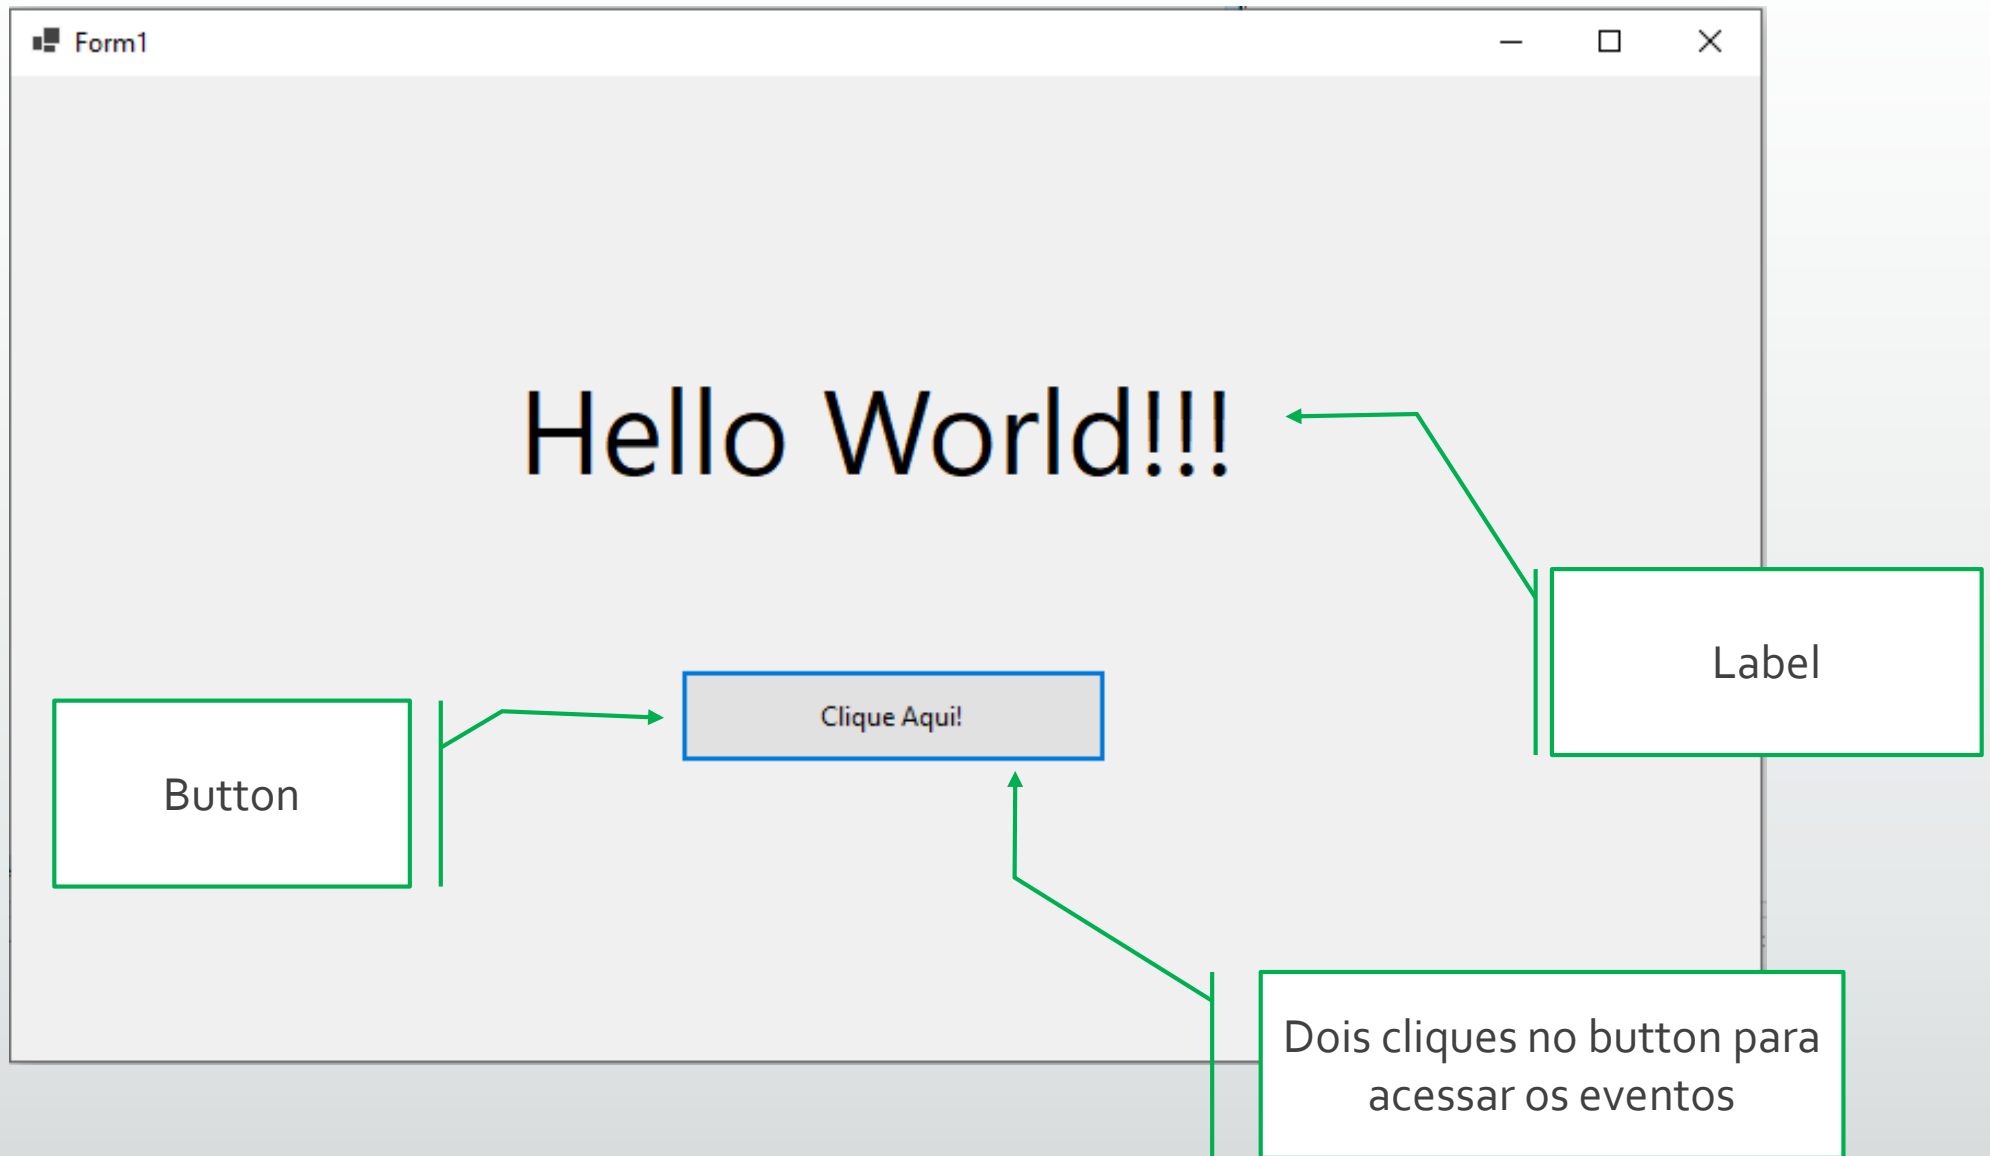 Form1
Hello World!!!
Label
Clique Aqui!
Button
Dois cliques no button para
acessar os eventos